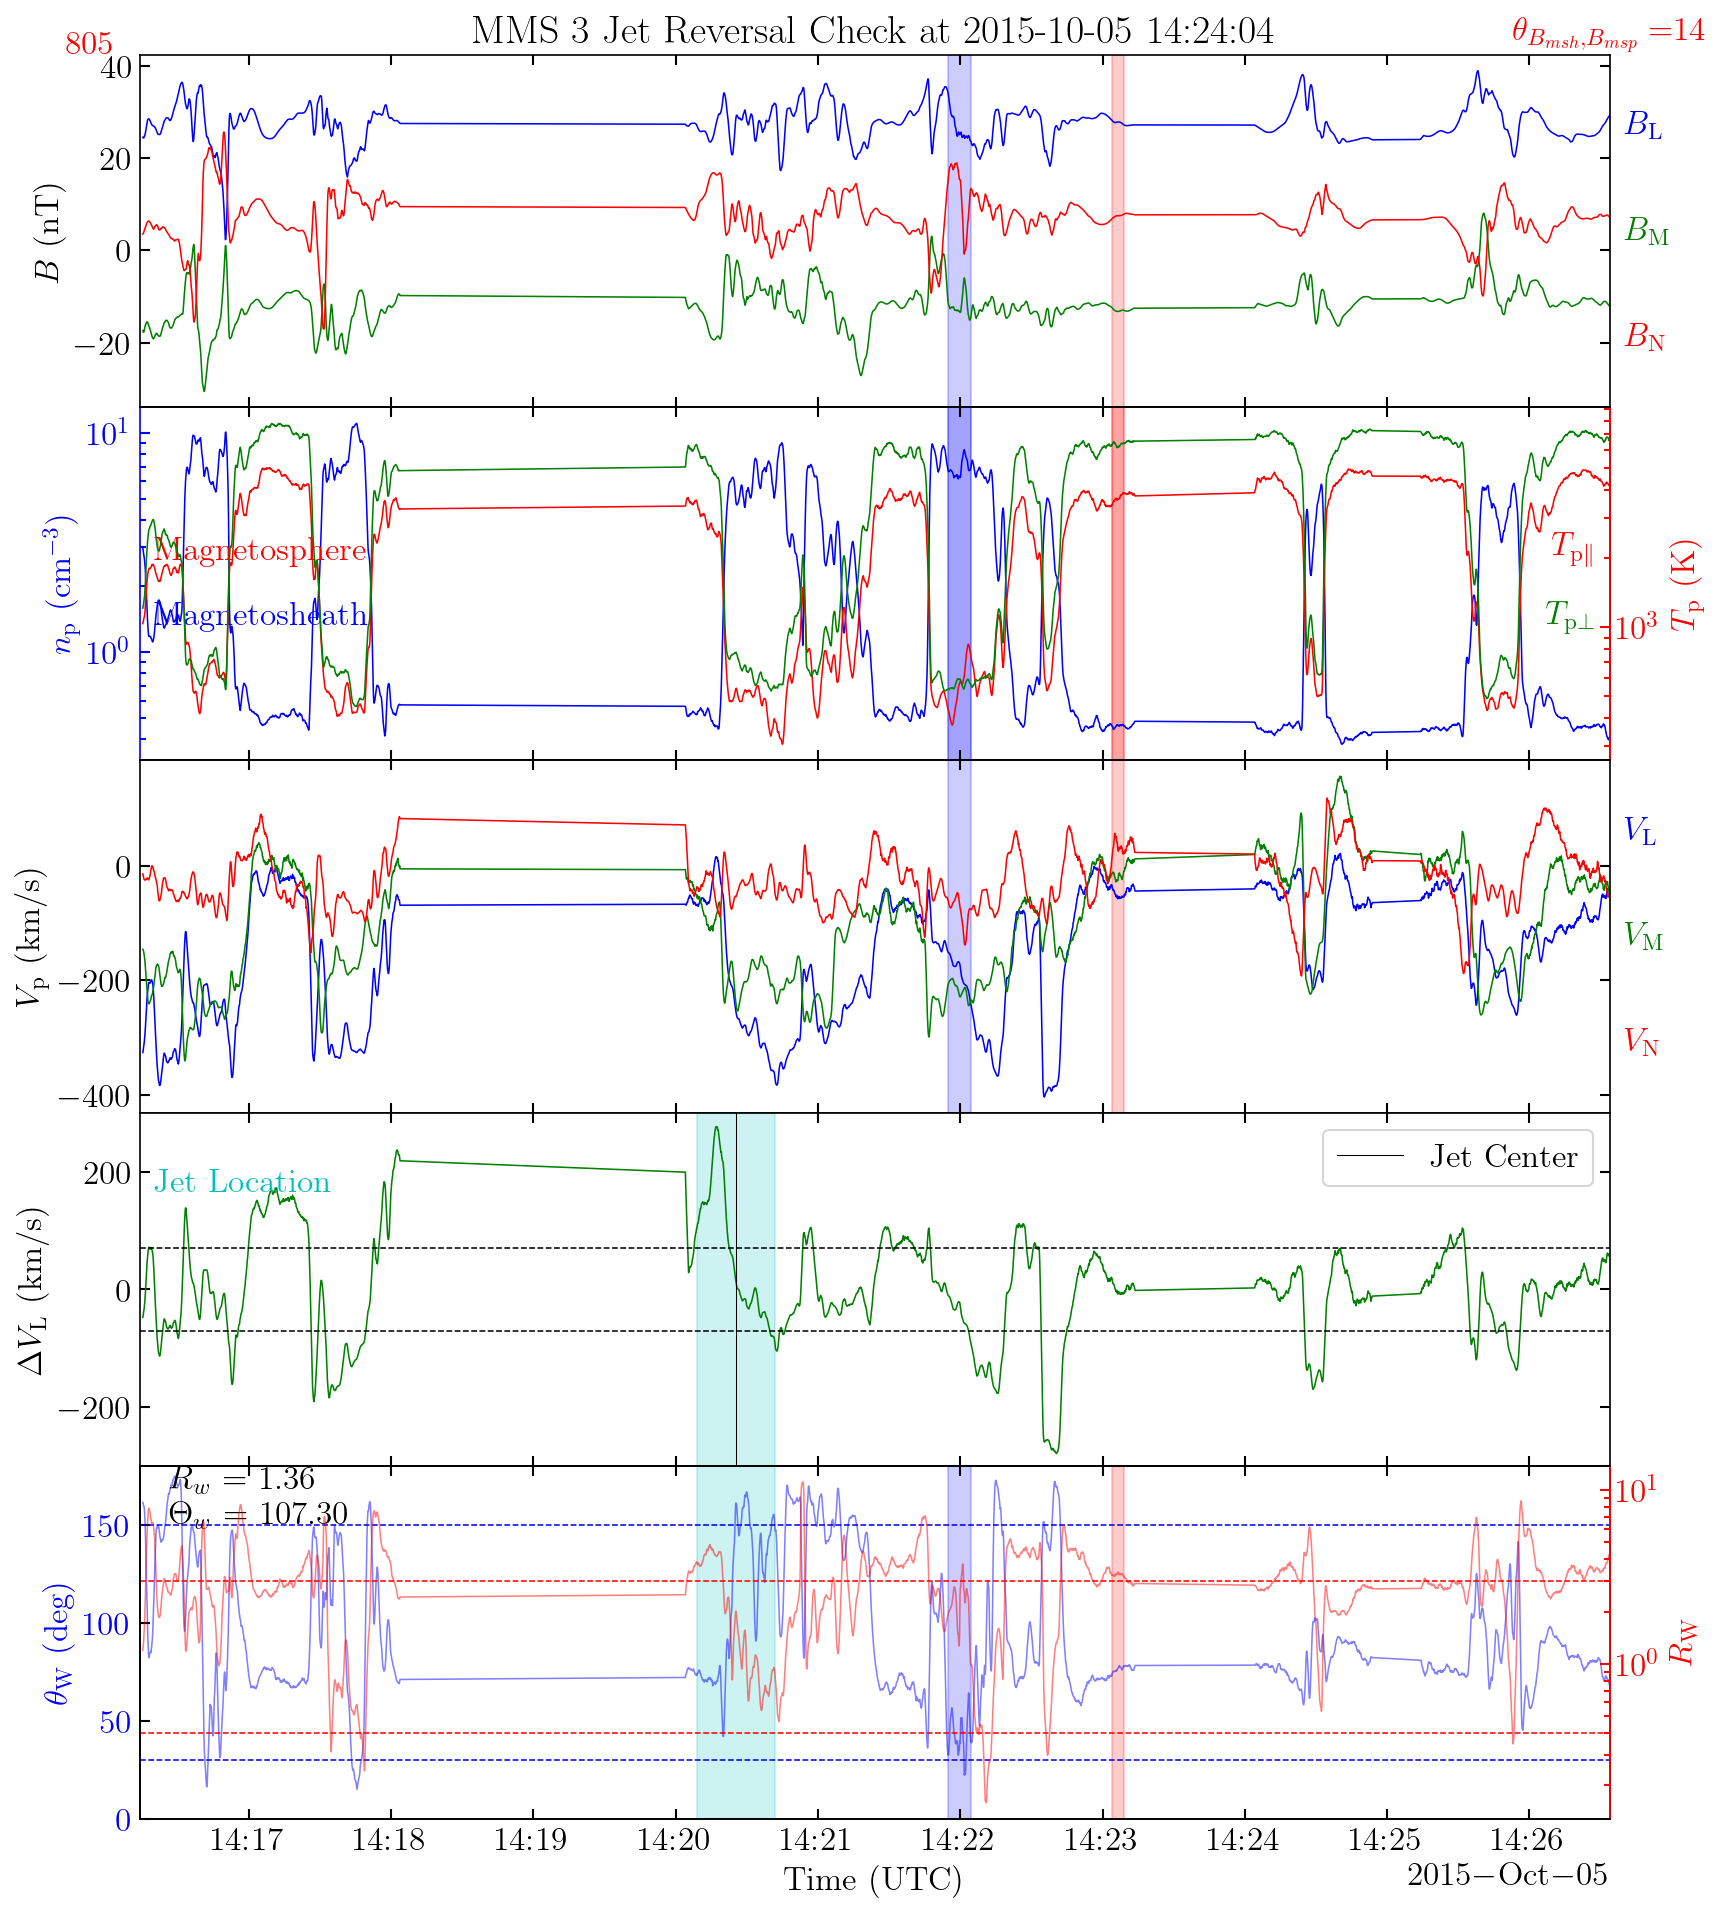 MMS 3 Jet Reversal Check at 2015-10-05 14:24:04
805
θ_{B_{msh},B_{msp}} =14
40
20
0
−20
B (nT)
B_L
B_M
B_N
10^1
10^0
n_p (cm^{−3})
Magnetosphere
Magnetosheath
T_{p∥}
T_{p⊥}
10^3
T_p (K)
0
−200
−400
V_p (km/s)
V_L
V_M
V_N
200
0
−200
ΔV_L (km/s)
Jet Location
Jet Center
R_w = 1.36
Θ_w = 107.30
150
100
50
0
θ_W (deg)
10^1
10^0
R_W
14:17 14:18 14:19 14:20 14:21 14:22 14:23 14:24 14:25 14:26
Time (UTC)
2015−Oct−05